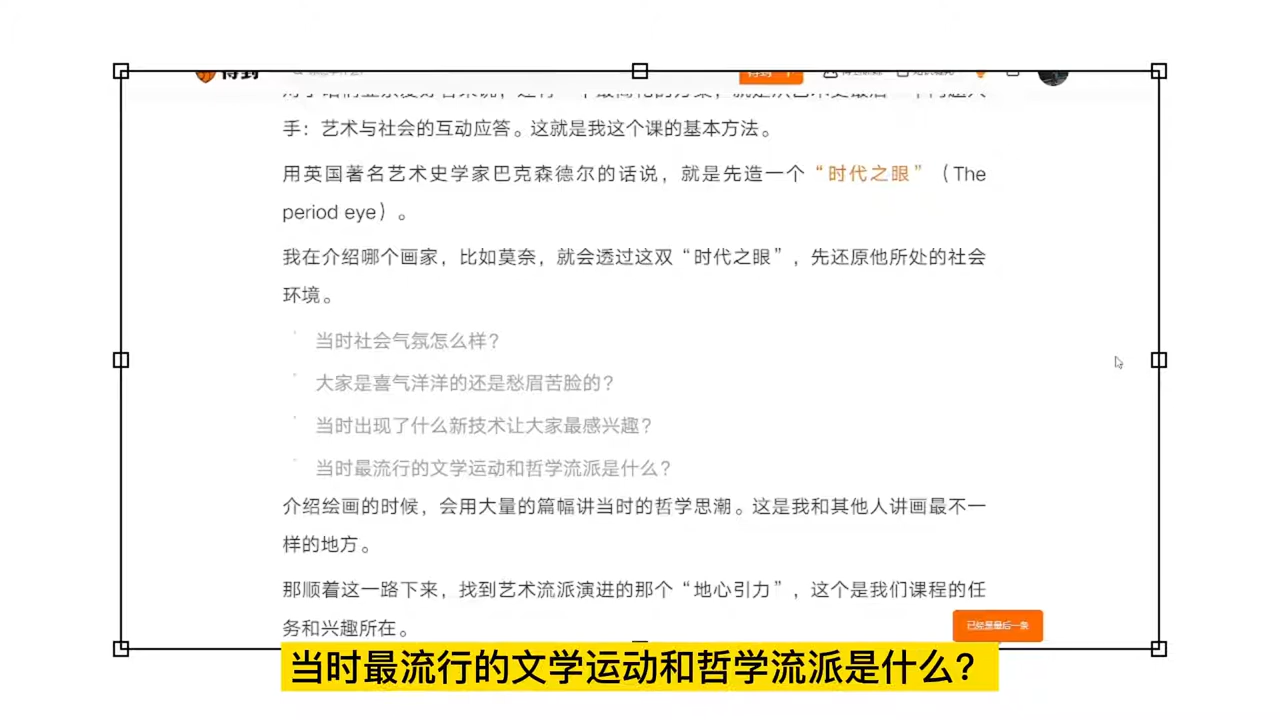 得到
手：艺术与社会的互动应答。这就是我这个课的基本方法。
用英国著名艺术史学家巴克森德尔的话说，就是先造一个“时代之眼”（The
period eye）。
我在介绍哪个画家，比如莫奈，就会透过这双“时代之眼”，先还原他所处的社会
环境。
当时社会气氛怎么样？
大家是喜气洋洋的还是愁眉苦脸的？
当时出现了什么新技术让大家最感兴趣？
当时最流行的文学运动和哲学流派是什么？
介绍绘画的时候，会用大量的篇幅讲当时的哲学思潮。这是我和其他人讲画最不一
样的地方。
那顺着这一路下来，找到艺术流派演进的那个“地心引力”，这个是我们课程的任
务和兴趣所在。
已经是最后一条
当时最流行的文学运动和哲学流派是什么？